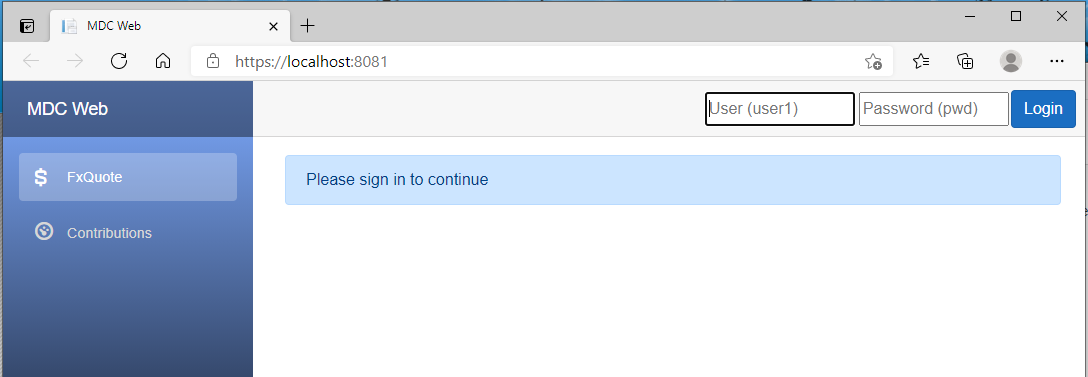 MDC Web
https://localhost:8081
MDC Web
User (user1)
Password (pwd)
Login
$ FxQuote
Please sign in to continue
Contributions